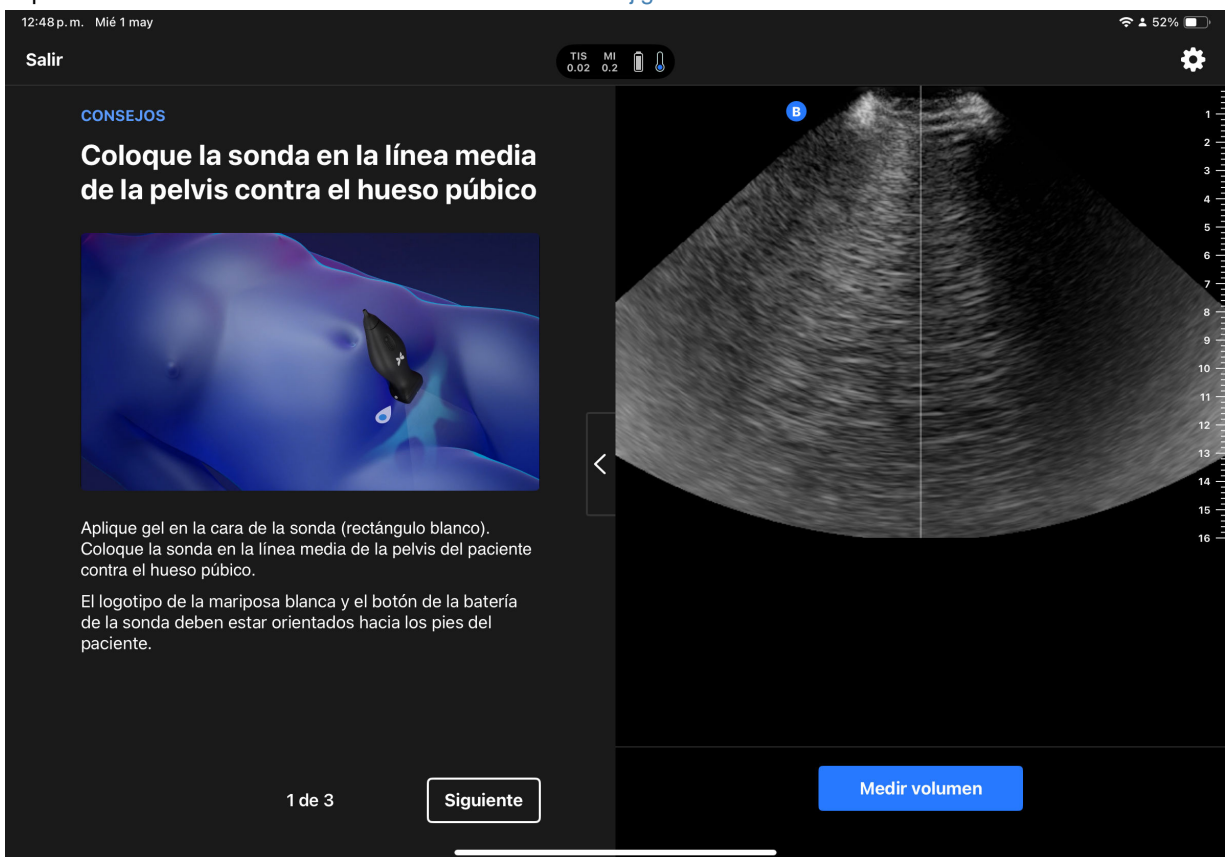 12:48 p. m. Mié 1 may
52%
Salir
TIS MI
0.02 0.2
CONSEJOS
Coloque la sonda en la línea media
de la pelvis contra el hueso púbico
Aplique gel en la cara de la sonda (rectángulo blanco).
Coloque la sonda en la línea media de la pelvis del paciente
contra el hueso púbico.
El logotipo de la mariposa blanca y el botón de la batería
de la sonda deben estar orientados hacia los pies del
paciente.
1 de 3
Siguiente
B
1
2
3
4
5
6
7
8
9
10
11
12
13
14
15
16
Medir volumen